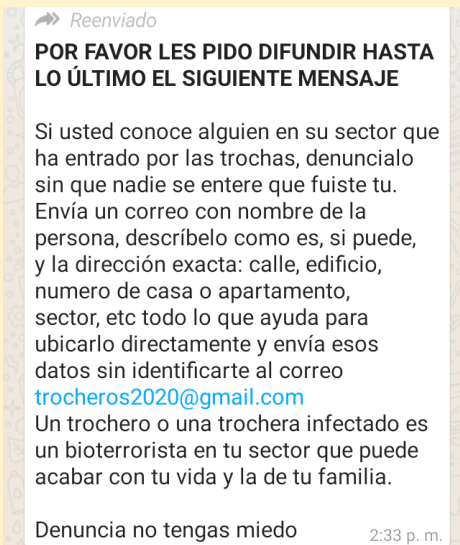 Reenviado
POR FAVOR LES PIDO DIFUNDIR HASTA
LO ÚLTIMO EL SIGUIENTE MENSAJE
Si usted conoce alguien en su sector que
ha entrado por las trochas, denuncialo
sin que nadie se entere que fuiste tu.
Envía un correo con nombre de la
persona, descríbelo como es, si puede,
y la dirección exacta: calle, edificio,
numero de casa o apartamento,
sector, etc todo lo que ayuda para
ubicarlo directamente y envía esos
datos sin identificarte al correo
trocheros2020@gmail.com
Un trochero o una trochera infectado es
un bioterrorista en tu sector que puede
acabar con tu vida y la de tu familia.
Denuncia no tengas miedo
2:33 p. m.